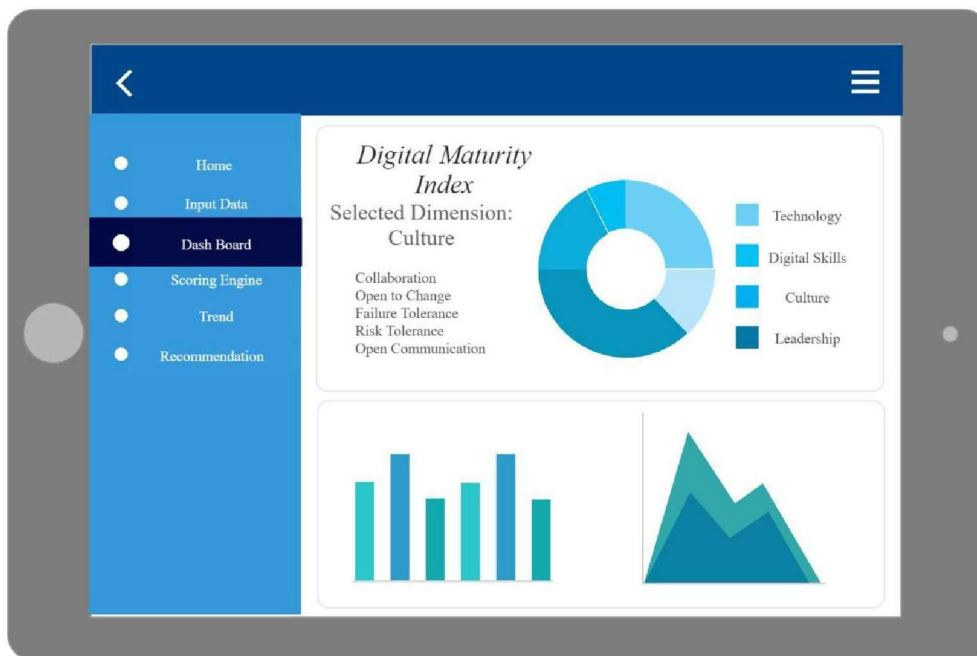 Home
Input Data
Dash Board
Scoring Engine
Trend
Recommendation
Digital Maturity
Index
Selected Dimension:
Culture
Collaboration
Open to Change
Failure Tolerance
Risk Tolerance
Open Communication
Technology
Digital Skills
Culture
Leadership